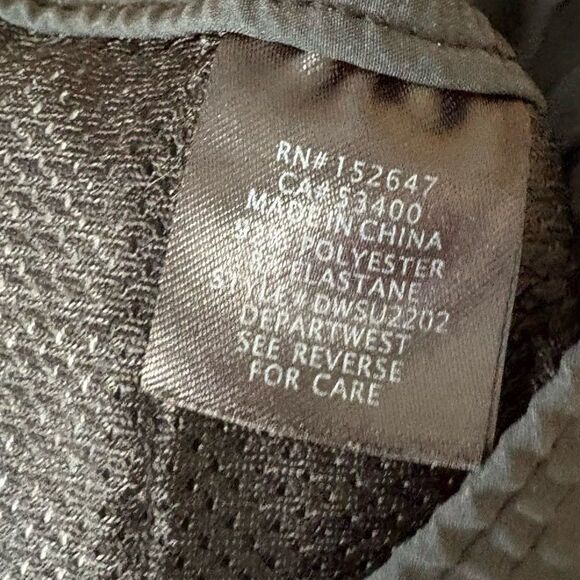 RN# 152647
CA# 53400
MADE IN CHINA
POLYESTER
ELASTANE
STYLE# DWSU2202
DEPARTWEST
SEE REVERSE
FOR CARE